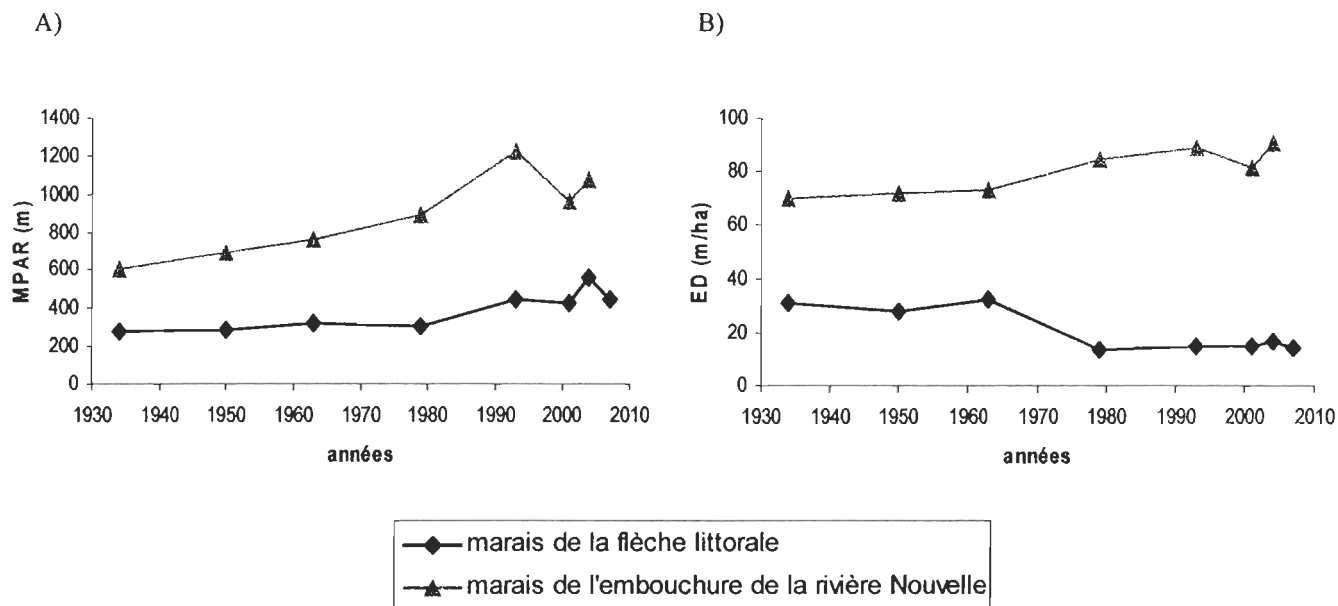 A)
B)
MPAR (m)
1400
1200
1000
800
600
400
200
0
1930 1940 1950 1960 1970 1980 1990 2000 2010
années
ED (m/ha)
100
80
60
40
20
0
1930 1940 1950 1960 1970 1980 1990 2000 2010
années
marais de la flèche littorale
marais de l'embouchure de la rivière Nouvelle